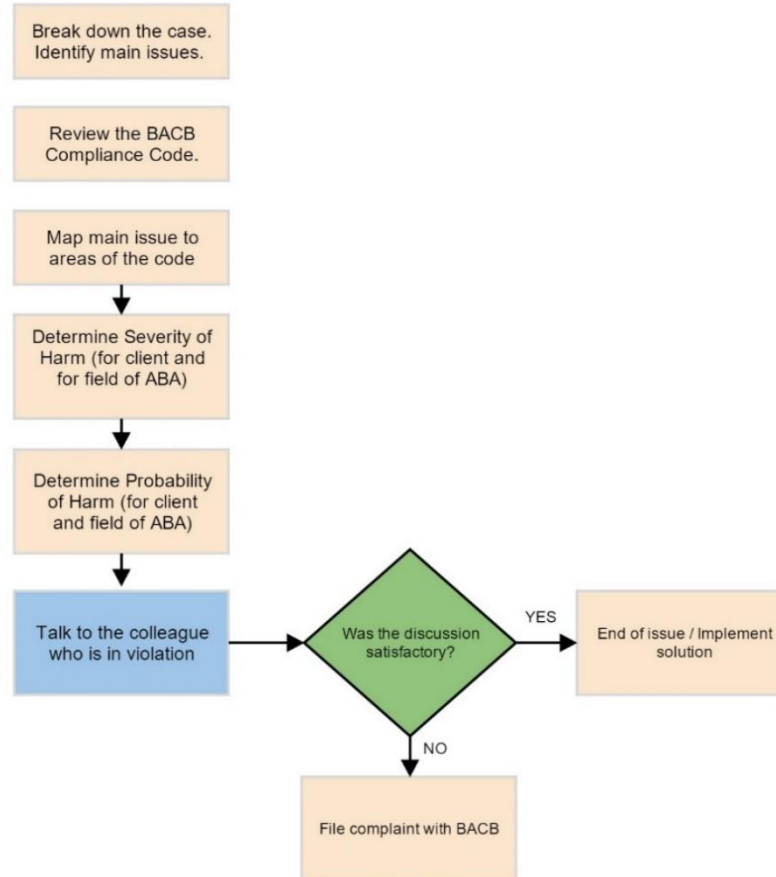 Break down the case.
Identify main issues.
Review the BACB
Compliance Code.
Map main issue to
areas of the code
Determine Severity of
Harm (for client and
for field of ABA)
Determine Probability
of Harm (for client
and field of ABA)
Talk to the colleague
who is in violation
Was the discussion
satisfactory?
YES
End of issue / Implement
solution
NO
File complaint with BACB